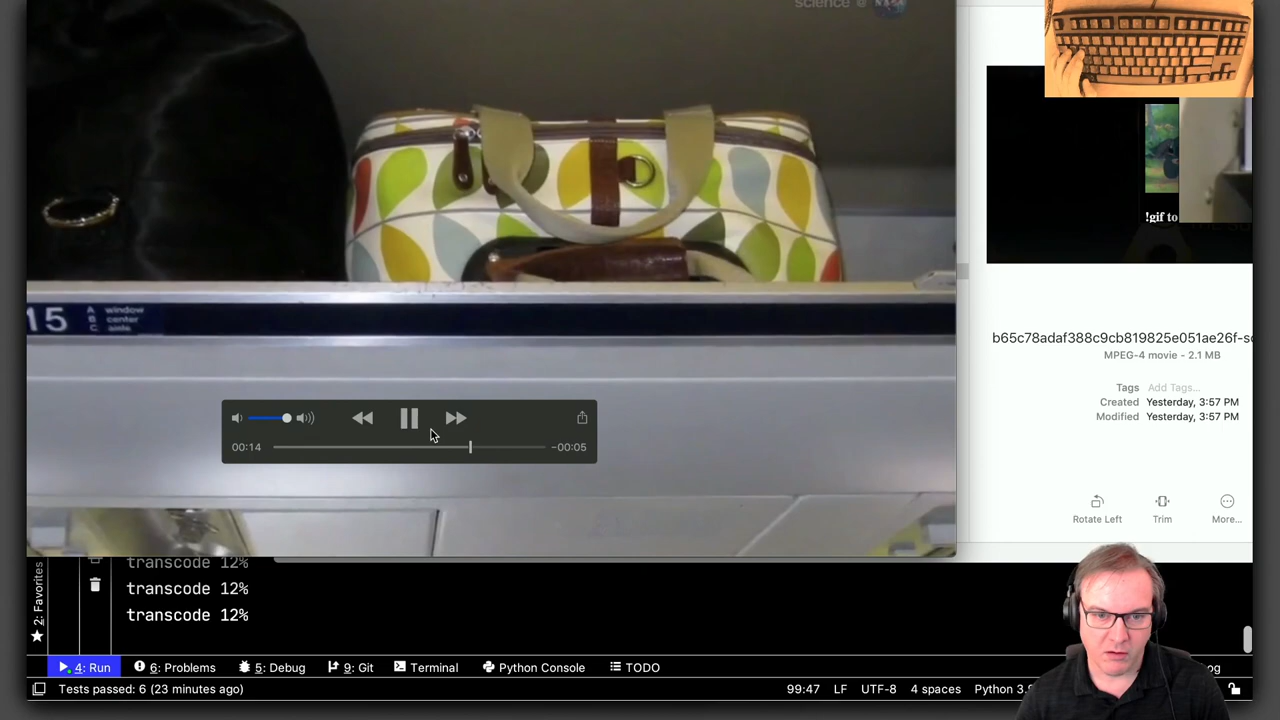 science @ NASA
!gif to
15
A window
B center
C aisle
b65c78adaf388c9cb819825e051ae26f-sc
MPEG-4 movie - 2.1 MB
Tags Add Tags...
Created Yesterday, 3:57 PM
Modified Yesterday, 3:57 PM
00:14
-00:05
Rotate Left Trim More...
transcode 12%
transcode 12%
transcode 12%
2: Favorites
4: Run 6: Problems 5: Debug 9: Git Terminal Python Console TODO og
Tests passed: 6 (23 minutes ago) 99:47 LF UTF-8 4 spaces Python 3.